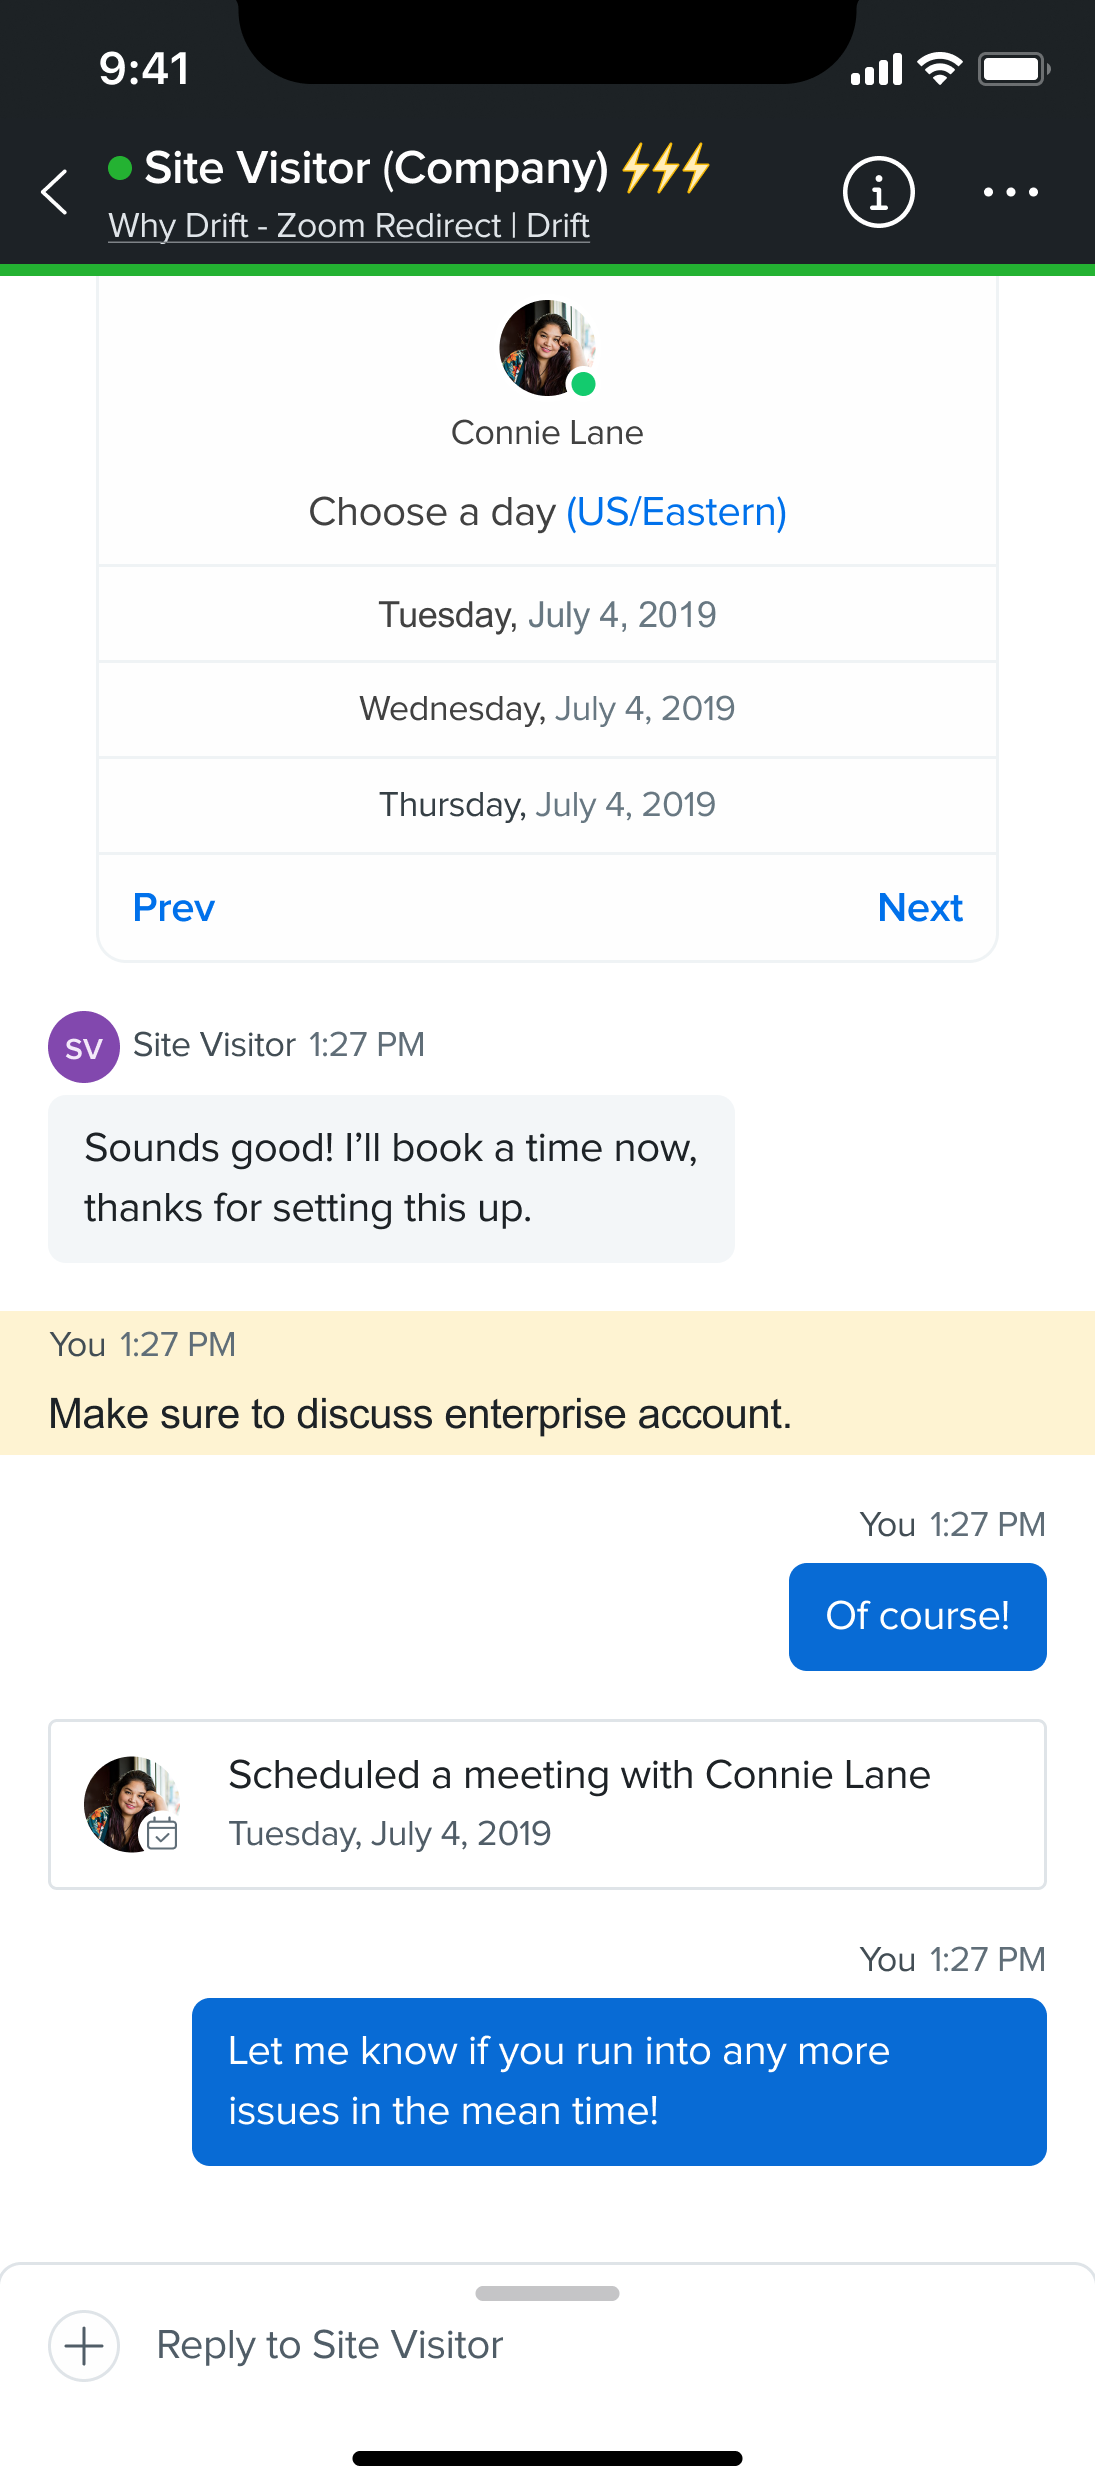 9:41
Site Visitor (Company) ⚡⚡⚡
Why Drift - Zoom Redirect | Drift
Connie Lane
Choose a day (US/Eastern)
Tuesday, July 4, 2019
Wednesday, July 4, 2019
Thursday, July 4, 2019
Prev Next
SV Site Visitor 1:27 PM
Sounds good! I’ll book a time now,
thanks for setting this up.
You 1:27 PM
Make sure to discuss enterprise account.
You 1:27 PM
Of course!
Scheduled a meeting with Connie Lane
Tuesday, July 4, 2019
You 1:27 PM
Let me know if you run into any more
issues in the mean time!
Reply to Site Visitor